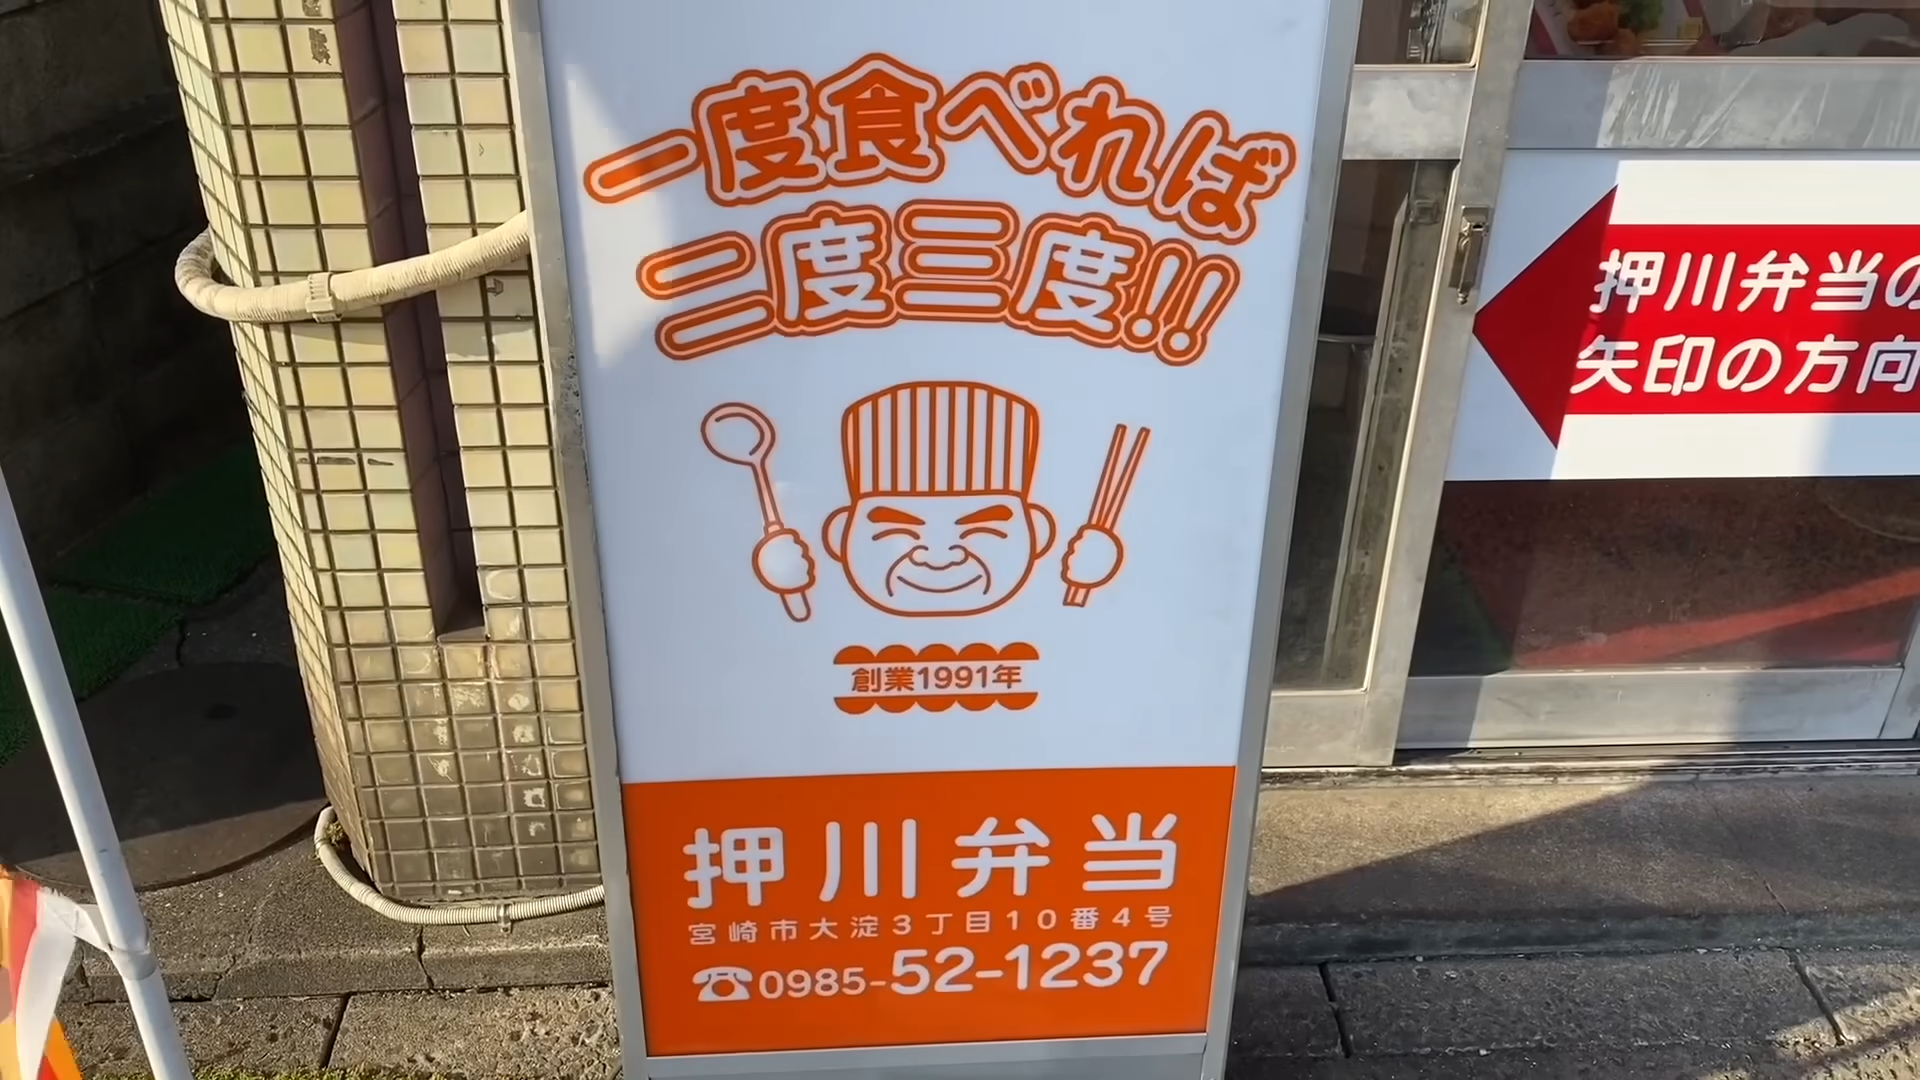 一度食べれば
二度三度!!
創業1991年
押川弁当
宮崎市大淀3丁目10番4号
☎0985-52-1237
押川弁当の
矢印の方向